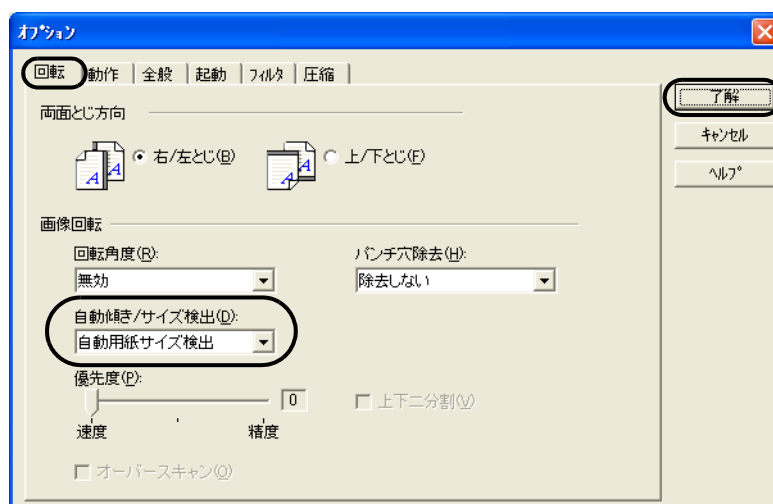 オプション
回転 動作 全般 起動 フィルタ 圧縮
了解
キャンセル
ヘルプ
両面とじ方向
A A 右/左とじ(B) A A 上/下とじ(F)
画像回転
回転角度(R): パンチ穴除去(H):
無効 除去しない
自動傾き/サイズ検出(D):
自動用紙サイズ検出
優先度(P):
0 上下二分割(V)
速度 精度
オーバースキャン(O)